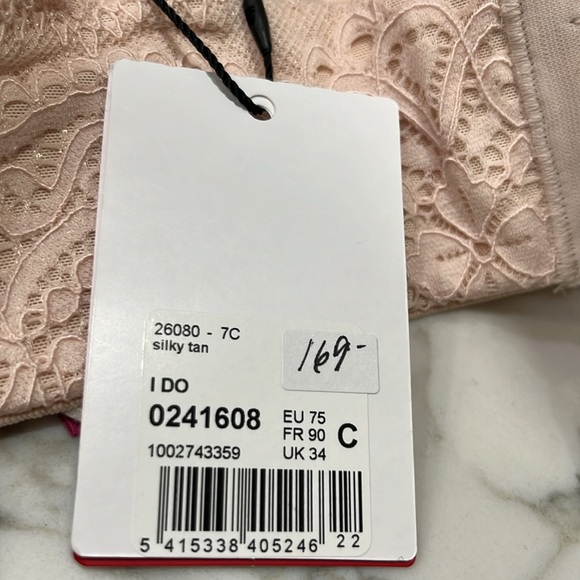 26080 - 7C
silky tan
169-
I DO
0241608
EU 75
FR 90
UK 34
C
1002743359
5 415338 405246 22